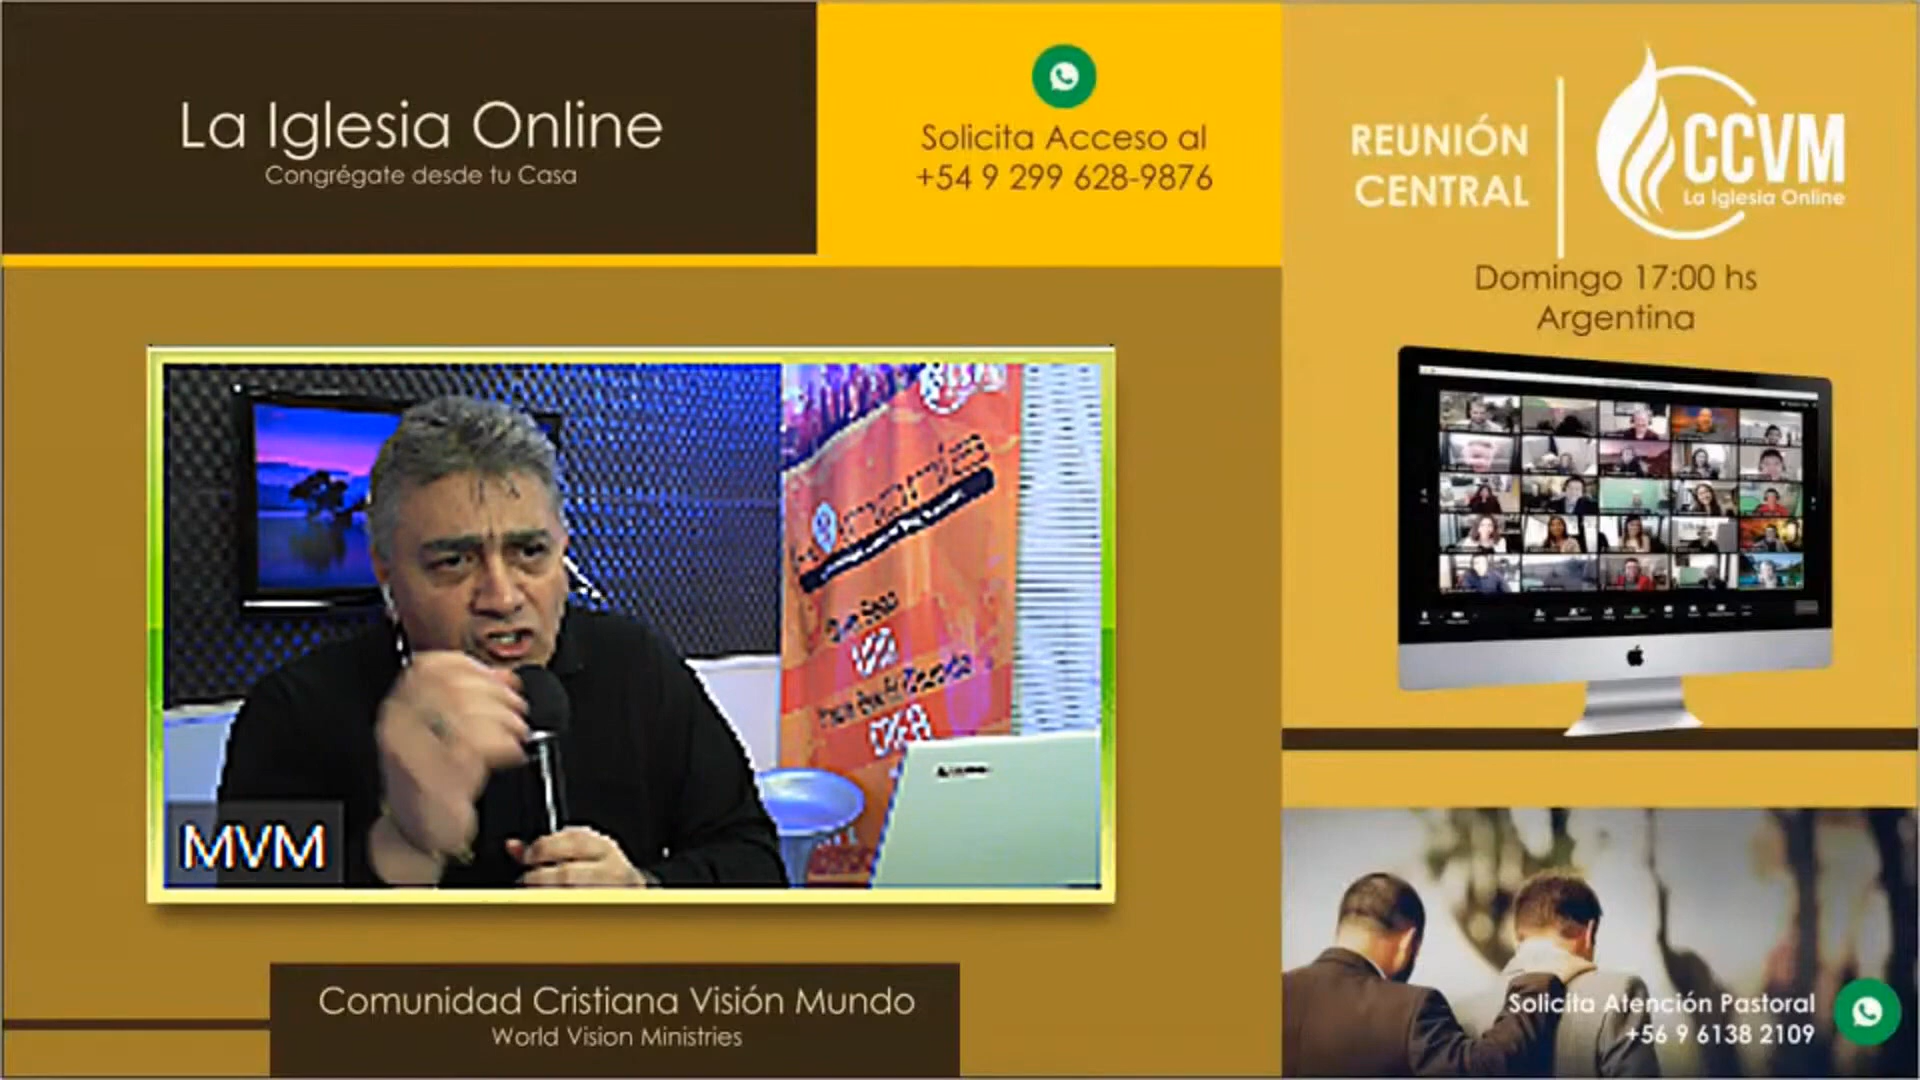 La Iglesia Online
Congrégate desde tu Casa
Solicita Acceso al
+54 9 299 628-9876
REUNIÓN
CENTRAL
CCVM
La Iglesia Online
Domingo 17:00 hs
Argentina
MVM
Comunidad Cristiana Visión Mundo
World Vision Ministries
Solicita Atención Pastoral
+56 9 6138 2109